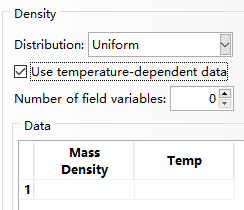 Density
Distribution: Uniform
Use temperature-dependent data
Number of field variables: 0
Data
Mass Density Temp
1